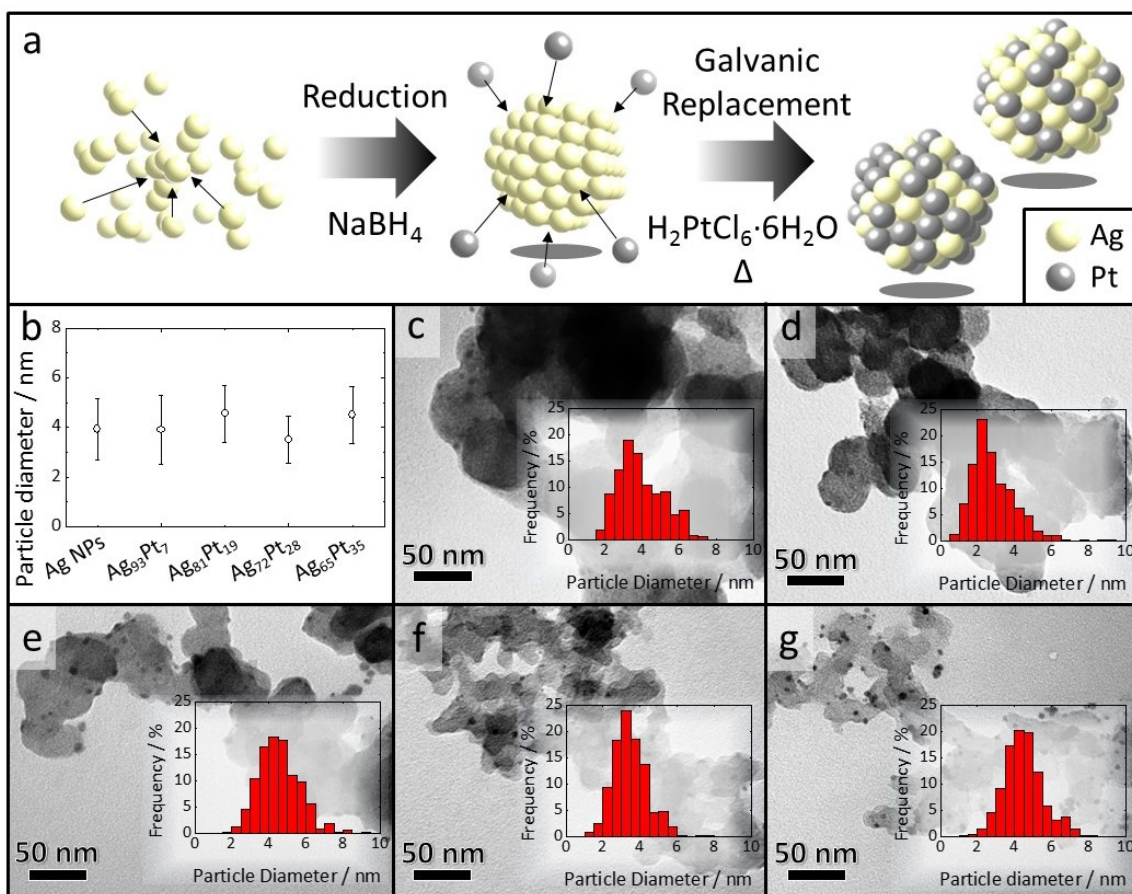 a
Reduction
NaBH4
Galvanic
Replacement
H2PtCl6·6H2O
Δ
Ag
Pt
b
Particle diameter / nm
8
6
4
2
0
Ag NPs
Ag93Pt7
Ag81Pt19
Ag72Pt28
Ag65Pt35
c
Frequency / %
25
20
15
10
5
0
0 2 4 6 8 10
Particle Diameter / nm
50 nm
d
Frequency / %
25
20
15
10
5
0
0 2 4 6 8 10
Particle Diameter / nm
50 nm
e
Frequency / %
25
20
15
10
5
0
0 2 4 6 8 10
Particle Diameter / nm
50 nm
f
Frequency / %
25
20
15
10
5
0
0 2 4 6 8 10
Particle Diameter / nm
50 nm
g
Frequency / %
25
20
15
10
5
0
0 2 4 6 8 10
Particle diameter / nm
50 nm